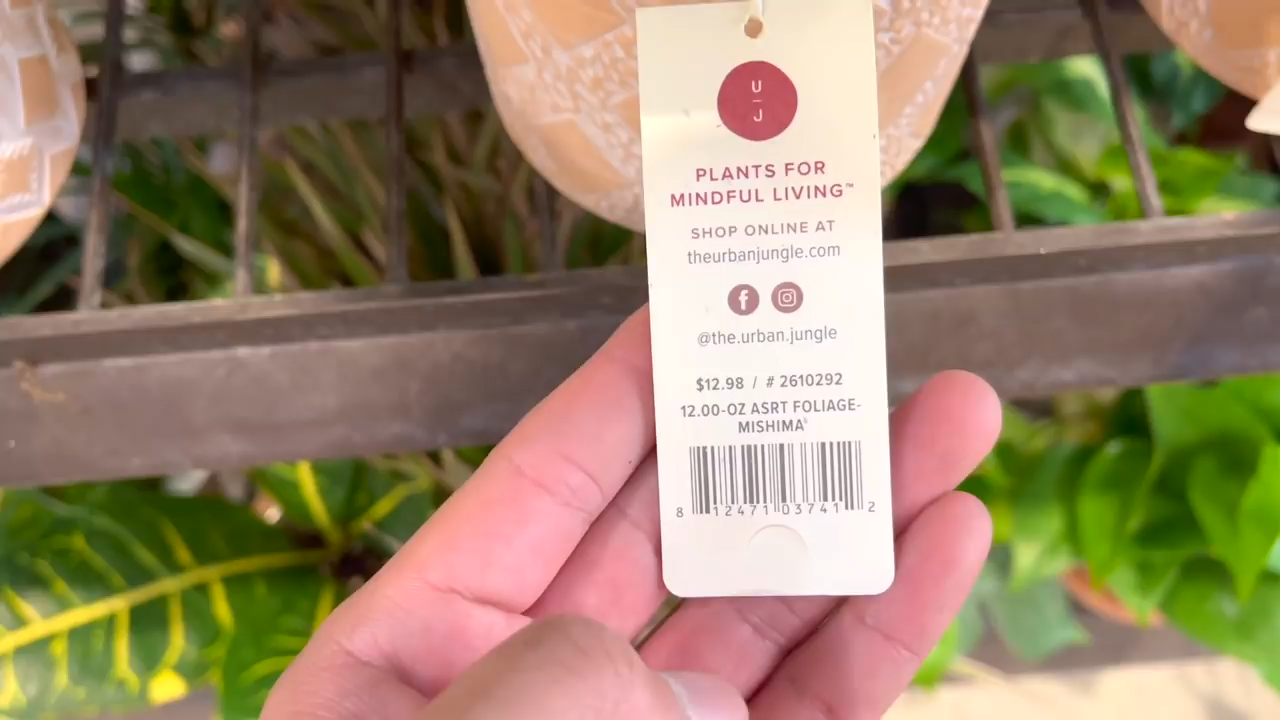 U
J
PLANTS FOR
MINDFUL LIVING™
SHOP ONLINE AT
theurbanjungle.com
@the.urban.jungle
$12.98 / # 2610292
12.00-OZ ASRT FOLIAGE-
MISHIMA®
8 12471 03741 2